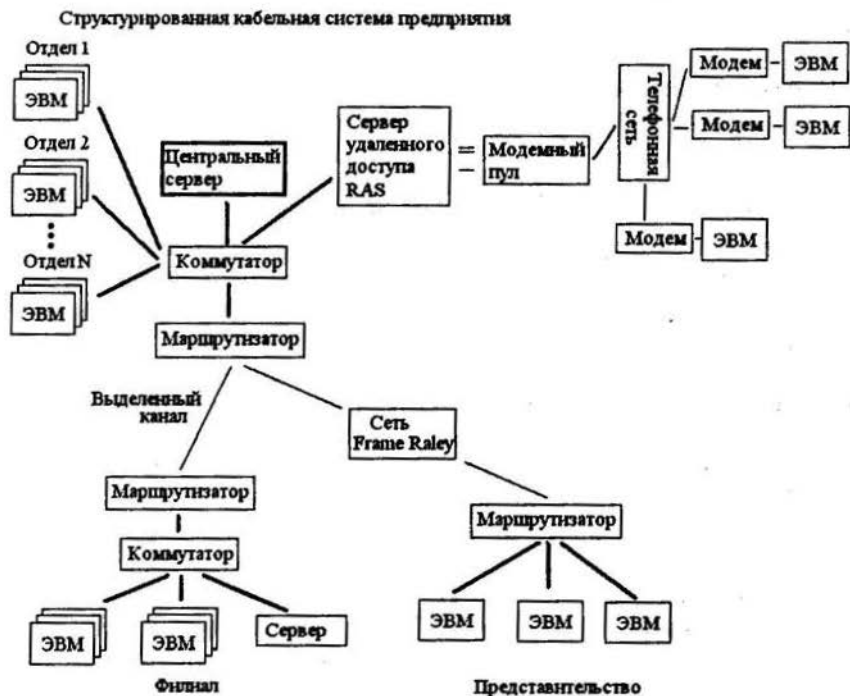 Структурированная кабельная система предприятия
Отдел 1
ЭВМ
Отдел 2
ЭВМ
Отдел N
ЭВМ
Центральный
сервер
Коммутатор
Маршрутизатор
Сервер
удаленного
доступа
RAS
Модемный
пул
Телефонная
сеть
Модем
ЭВМ
Модем
ЭВМ
Модем
ЭВМ
Выделенный
канал
Сеть
Frame Raley
Маршрутизатор
Коммутатор
ЭВМ
ЭВМ
Сервер
Филиал
Маршрутизатор
ЭВМ
ЭВМ
ЭВМ
Представительство